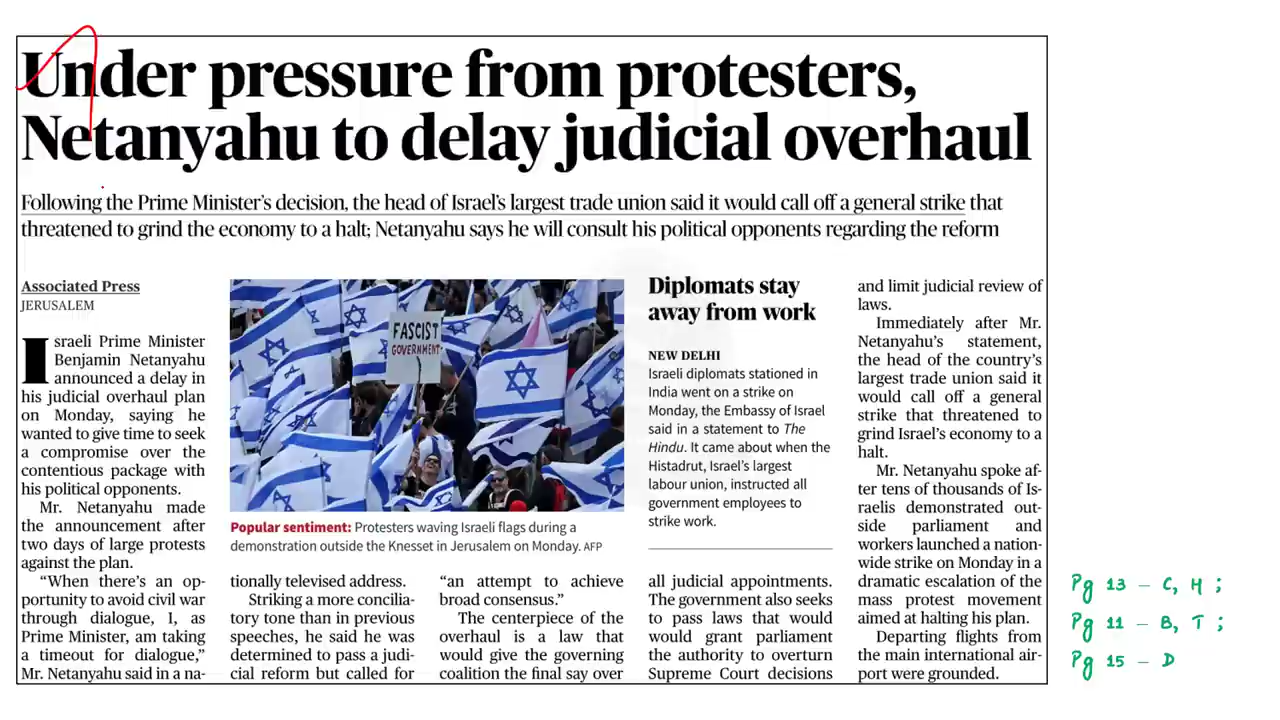 Under pressure from protesters,
Netanyahu to delay judicial overhaul
Following the Prime Minister's decision, the head of Israel's largest trade union said it would call off a general strike that
threatened to grind the economy to a halt; Netanyahu says he will consult his political opponents regarding the reform
Associated Press
JERUSALEM
Israeli Prime Minister
Benjamin Netanyahu
announced a delay in
his judicial overhaul plan
on Monday, saying he
wanted to give time to seek
a compromise over the
contentious package with
his political opponents.
Mr. Netanyahu made
the announcement after
two days of large protests
against the plan.
“When there's an op-
portunity to avoid civil war
through dialogue, I, as
Prime Minister, am taking
a timeout for dialogue,”
Mr. Netanyahu said in a na-
FASCIST
GOVERNMENT
Popular sentiment: Protesters waving Israeli flags during a
demonstration outside the Knesset in Jerusalem on Monday. AFP
tionally televised address.
Striking a more concilia-
tory tone than in previous
speeches, he said he was
determined to pass a judi-
cial reform but called for
“an attempt to achieve
broad consensus.”
The centerpiece of the
overhaul is a law that
would give the governing
coalition the final say over
Diplomats stay
away from work
NEW DELHI
Israeli diplomats stationed in
India went on a strike on
Monday, the Embassy of Israel
said in a statement to The
Hindu. It came about when the
Histadrut, Israel's largest
labour union, instructed all
government employees to
strike work.
all judicial appointments.
The government also seeks
to pass laws that would
would grant parliament
the authority to overturn
Supreme Court decisions
and limit judicial review of
laws.
Immediately after Mr.
Netanyahu's statement,
the head of the country's
largest trade union said it
would call off a general
strike that threatened to
grind Israel's economy to a
halt.
Mr. Netanyahu spoke af-
ter tens of thousands of Is-
raelis demonstrated out-
side parliament and
workers launched a nation-
wide strike on Monday in a
dramatic escalation of the
mass protest movement
aimed at halting his plan.
Departing flights from
the main international air-
port were grounded.
Pg 13 – C, H ;
Pg 11 – B, T ;
Pg 15 – D